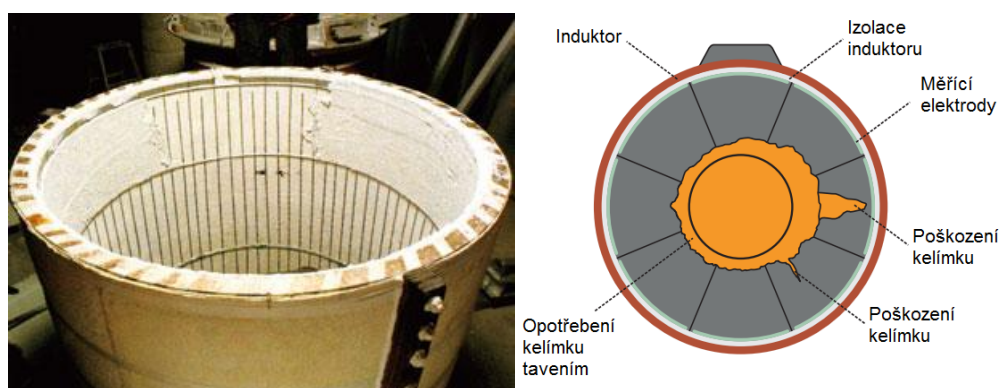 Induktor
Izolace
induktoru
Měřící
elektrody
Poškození
kelímku
Poškození
kelímku
Opotřebení
kelímku
tavením